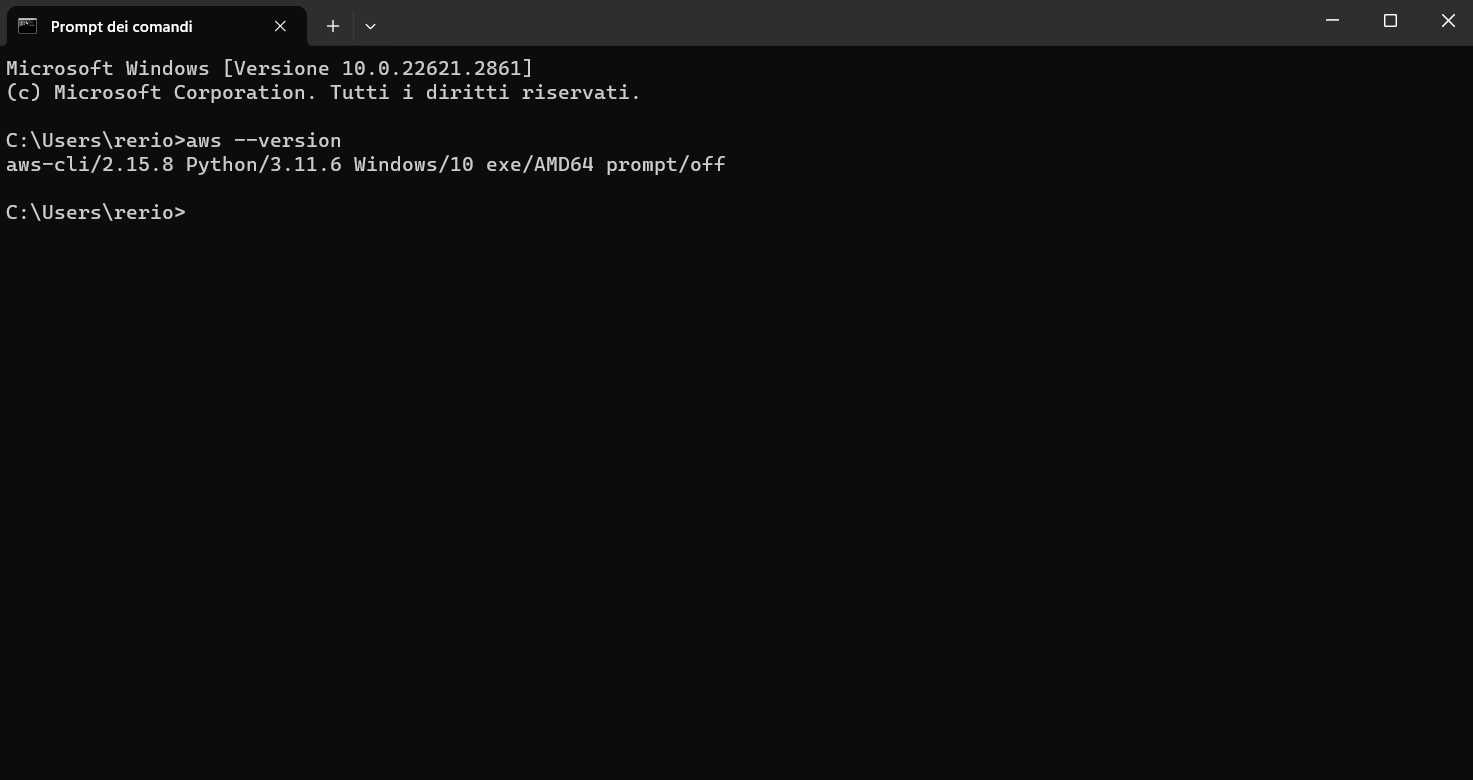 Prompt dei comandi
Microsoft Windows [Versione 10.0.22621.2861]
(c) Microsoft Corporation. Tutti i diritti riservati.
C:\Users\rerio>aws --version
aws-cli/2.15.8 Python/3.11.6 Windows/10 exe/AMD64 prompt/off
C:\Users\rerio>